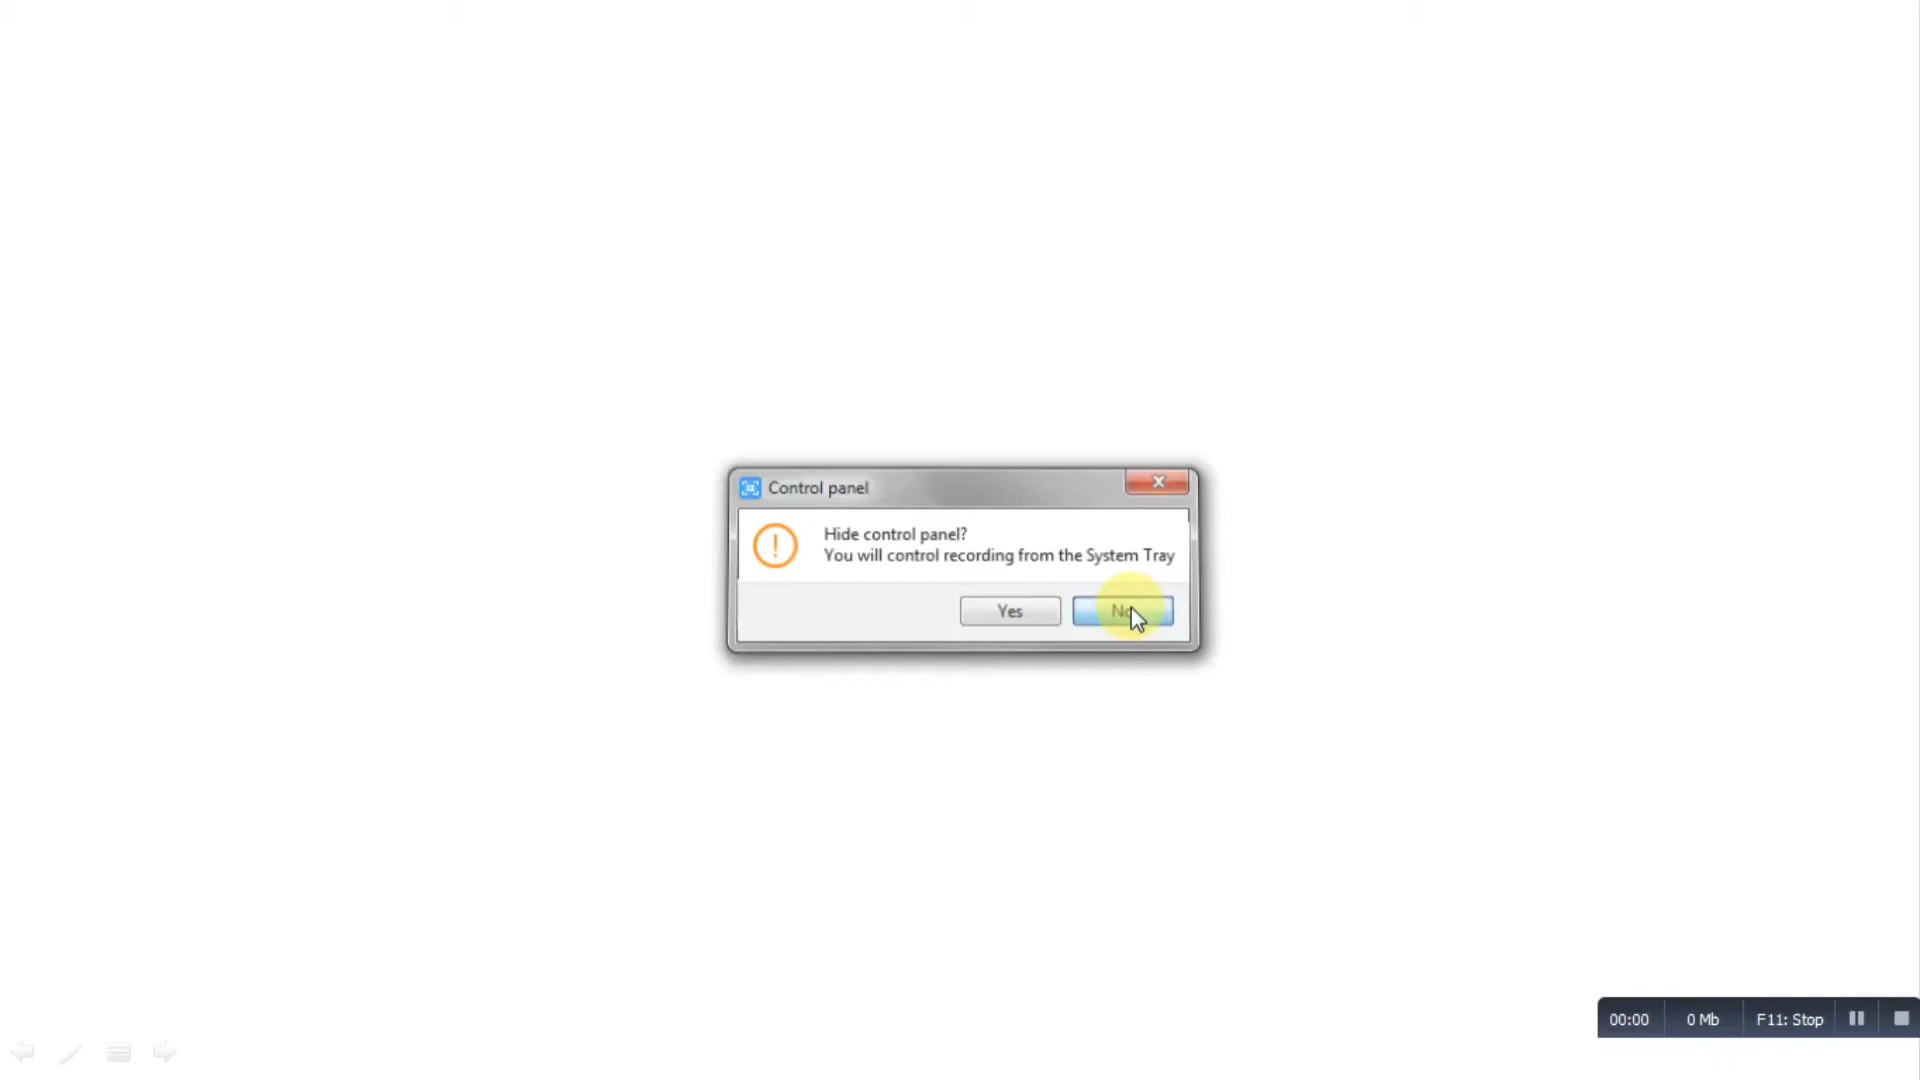 Control panel
Hide control panel?
You will control recording from the System Tray
Yes
No
00:00
0 Mb
F11: Stop